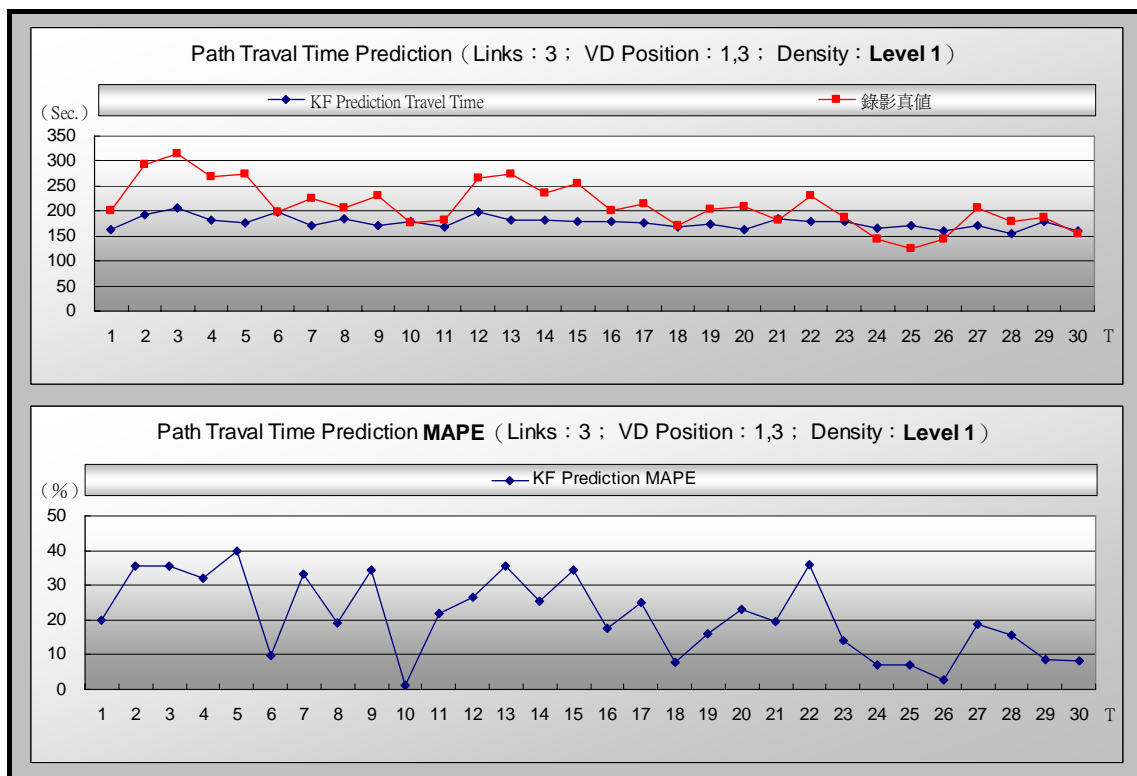 Path Traval Time Prediction（Links：3； VD Position：1,3； Density：Level 1）
KF Prediction Travel Time 錄影真值
（Sec.）
350
300
250
200
150
100
50
0
1 2 3 4 5 6 7 8 9 10 11 12 13 14 15 16 17 18 19 20 21 22 23 24 25 26 27 28 29 30 T
Path Traval Time Prediction MAPE（Links：3； VD Position：1,3； Density：Level 1）
KF Prediction MAPE
（%）
50
40
30
20
10
0
1 2 3 4 5 6 7 8 9 10 11 12 13 14 15 16 17 18 19 20 21 22 23 24 25 26 27 28 29 30 T